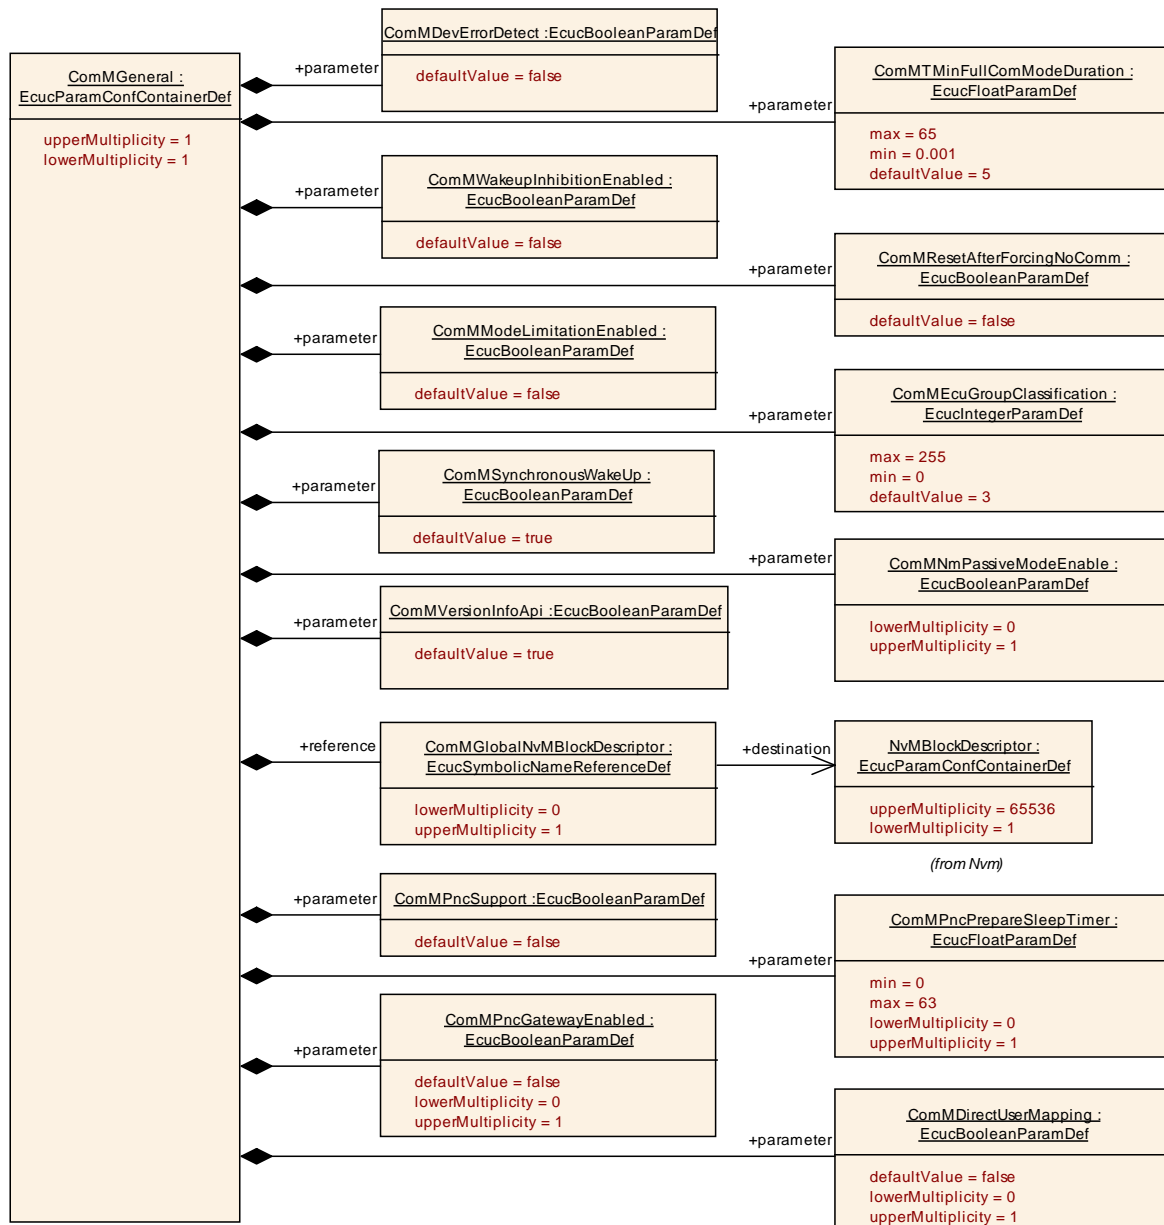 ComMGeneral :
EcucParamConfContainerDef
upperMultiplicity = 1
lowerMultiplicity = 1
+parameter
ComMDevErrorDetect :EcucBooleanParamDef
defaultValue = false
+parameter
ComMTMinFullComModeDuration :
EcucFloatParamDef
max = 65
min = 0.001
defaultValue = 5
+parameter
ComMWakeupInhibitionEnabled :
EcucBooleanParamDef
defaultValue = false
+parameter
ComMResetAfterForcingNoComm :
EcucBooleanParamDef
defaultValue = false
+parameter
ComMModeLimitationEnabled :
EcucBooleanParamDef
defaultValue = false
+parameter
ComMEcuGroupClassification :
EcucIntegerParamDef
max = 255
min = 0
defaultValue = 3
+parameter
ComMSynchronousWakeUp :
EcucBooleanParamDef
defaultValue = true
+parameter
ComMNmPassiveModeEnable :
EcucBooleanParamDef
lowerMultiplicity = 0
upperMultiplicity = 1
+parameter
ComMVersionInfoApi :EcucBooleanParamDef
defaultValue = true
+reference
ComMGlobalNvMBlockDescriptor :
EcucSymbolicNameReferenceDef
lowerMultiplicity = 0
upperMultiplicity = 1
+destination
NvMBlockDescriptor :
EcucParamConfContainerDef
upperMultiplicity = 65536
lowerMultiplicity = 1
(from Nvm)
+parameter
ComMPncSupport :EcucBooleanParamDef
defaultValue = false
+parameter
ComMPncPrepareSleepTimer :
EcucFloatParamDef
min = 0
max = 63
lowerMultiplicity = 0
upperMultiplicity = 1
+parameter
ComMPncGatewayEnabled :
EcucBooleanParamDef
defaultValue = false
lowerMultiplicity = 0
upperMultiplicity = 1
+parameter
ComMDirectUserMapping :
EcucBooleanParamDef
defaultValue = false
lowerMultiplicity = 0
upperMultiplicity = 1